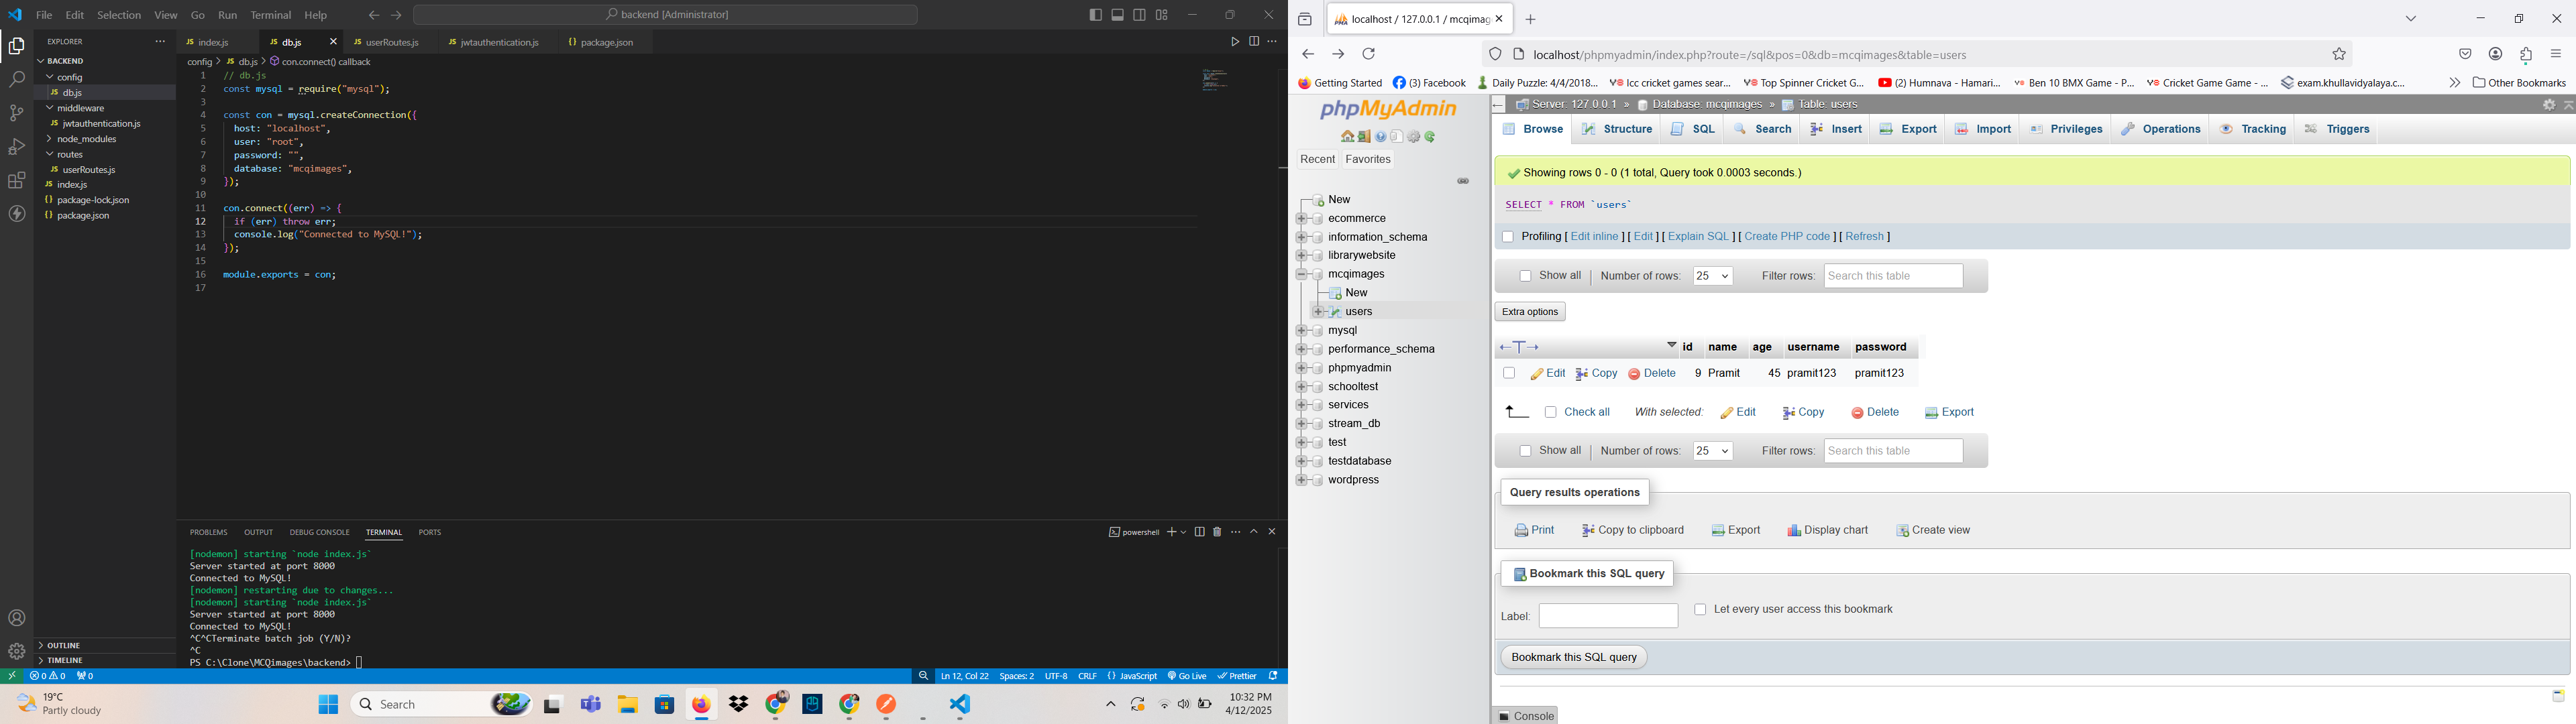 File Edit Selection View Go Run Terminal Help
backend [Administrator]
EXPLORER
BACKEND
config
db.js
middleware
jwtauthentication.js
node_modules
routes
userRoutes.js
index.js
package-lock.json
package.json
OUTLINE
TIMELINE
index.js db.js userRoutes.js jwtauthentication.js package.json
config > db.js > con.connect() callback
1 // db.js
2 const mysql = require("mysql");
3
4 const con = mysql.createConnection({
5 host: "localhost",
6 user: "root",
7 password: "",
8 database: "mcqimages",
9 });
10
11 con.connect((err) => {
12 if (err) throw err;
13 console.log("Connected to MySQL!");
14 });
15
16 module.exports = con;
17
PROBLEMS OUTPUT DEBUG CONSOLE TERMINAL PORTS
powershell
[nodemon] starting `node index.js`
Server started at port 8000
Connected to MySQL!
[nodemon] restarting due to changes...
[nodemon] starting `node index.js`
Server started at port 8000
Connected to MySQL!
^C^CTerminate batch job (Y/N)?
^C
PS C:\Clone\MCQimages\backend>
0 0 0
Ln 12, Col 22 Spaces: 2 UTF-8 CRLF {} JavaScript Go Live Prettier
19°C
Partly cloudy
Search
10:32 PM
4/12/2025
localhost / 127.0.0.1 / mcqimag
localhost/phpmyadmin/index.php?route=/sql&pos=0&db=mcqimages&table=users
Getting Started (3) Facebook Daily Puzzle: 4/4/2018... Icc cricket games sear... Top Spinner Cricket G... (2) Humnava - Hamari... Ben 10 BMX Game - P... Cricket Game Game - ... exam.khullavidyalaya.c... Other Bookmarks
phpMyAdmin
Recent Favorites
New
ecommerce
information_schema
librarywebsite
mcqimages
New
users
mysql
performance_schema
phpmyadmin
schooltest
services
stream_db
test
testdatabase
wordpress
Server: 127.0.0.1 » Database: mcqimages » Table: users
Browse Structure SQL Search Insert Export Import Privileges Operations Tracking Triggers
Showing rows 0 - 0 (1 total, Query took 0.0003 seconds.)
SELECT * FROM `users`
Profiling [ Edit inline ] [ Edit ] [ Explain SQL ] [ Create PHP code ] [ Refresh ]
Show all Number of rows: 25 Filter rows: Search this table
Extra options
id name age username password
Edit Copy Delete 9 Pramit 45 pramit123 pramit123
Check all With selected: Edit Copy Delete Export
Show all Number of rows: 25 Filter rows: Search this table
Query results operations
Print Copy to clipboard Export Display chart Create view
Bookmark this SQL query
Label: Let every user access this bookmark
Bookmark this SQL query
Console